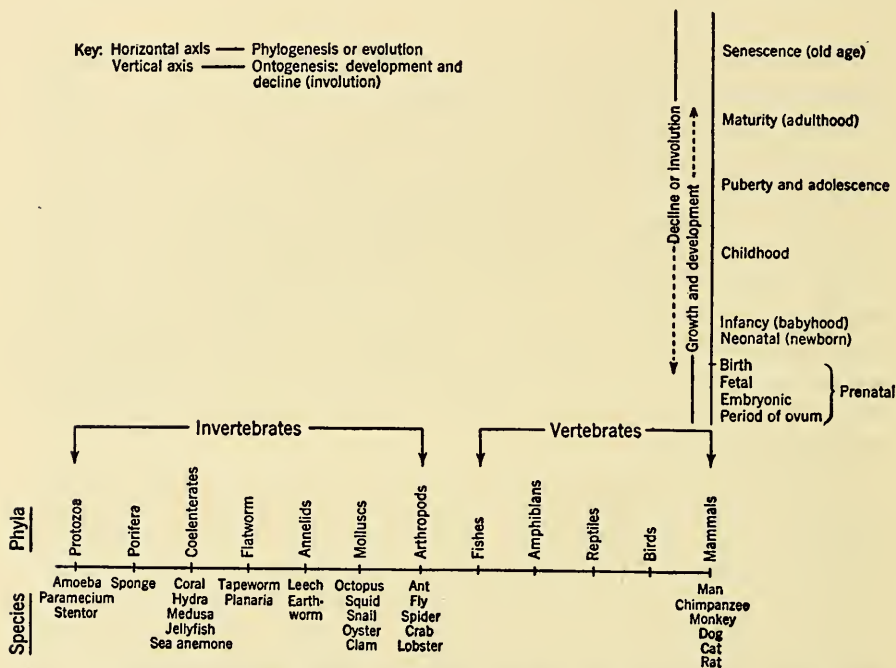 Key: Horizontal axis — Phylogenesis or evolution
Vertical axis — Ontogenesis: development and
decline (involution)
Senescence (old age)
Maturity (adulthood)
Puberty and adolescence
Childhood
Infancy (babyhood)
Neonatal (newborn)
Birth
Fetal
Embryonic
Period of ovum
Prenatal
Decline or involution
Growth and development
Invertebrates
Vertebrates
Phyla
Protozoa
Porifera
Coelenterates
Flatworm
Annelids
Molluscs
Arthropods
Fishes
Amphibians
Reptiles
Birds
Mammals
Species
Amoeba
Paramecium
Stentor
Sponge
Coral
Hydra
Medusa
Jellyfish
Sea anemone
Tapeworm
Planaria
Leech
Earth-
worm
Octopus
Squid
Snail
Oyster
Clam
Ant
Fly
Spider
Crab
Lobster
Man
Chimpanzee
Monkey
Dog
Cat
Rat